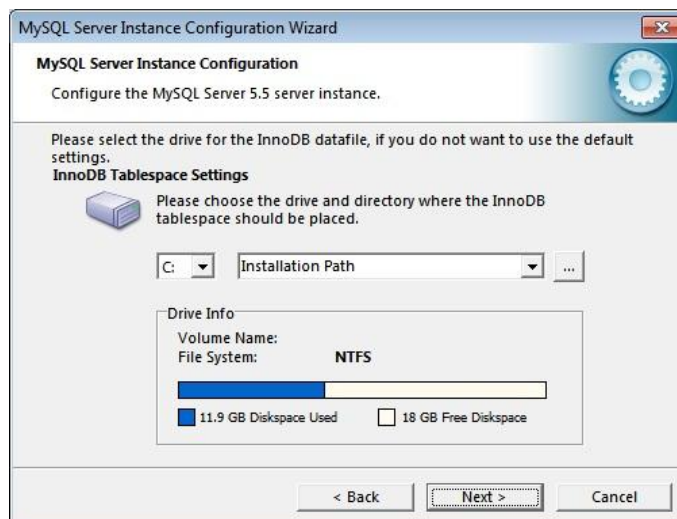 MySQL Server Instance Configuration Wizard
MySQL Server Instance Configuration
Configure the MySQL Server 5.5 server instance.
Please select the drive for the InnoDB datafile, if you do not want to use the default
settings.
InnoDB Tablespace Settings
Please choose the drive and directory where the InnoDB
tablespace should be placed.
C: Installation Path ...
Drive Info
Volume Name:
File System: NTFS
11.9 GB Diskspace Used 18 GB Free Diskspace
< Back Next > Cancel